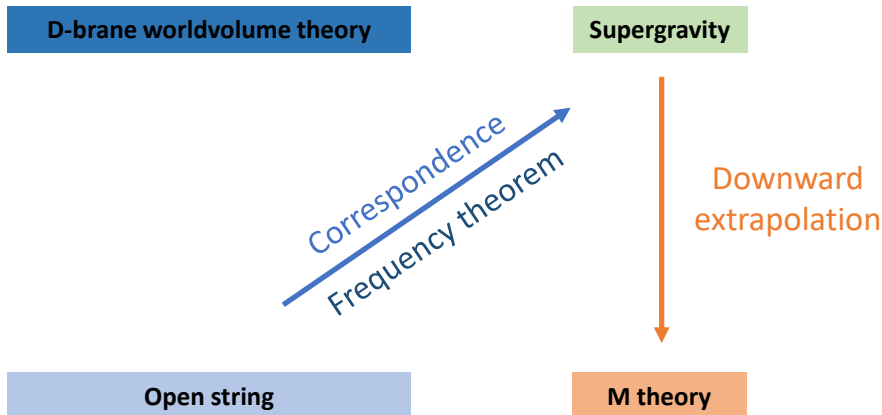 D-brane worldvolume theory
Supergravity
Correspondence
Frequency theorem
Downward
extrapolation
Open string
M theory